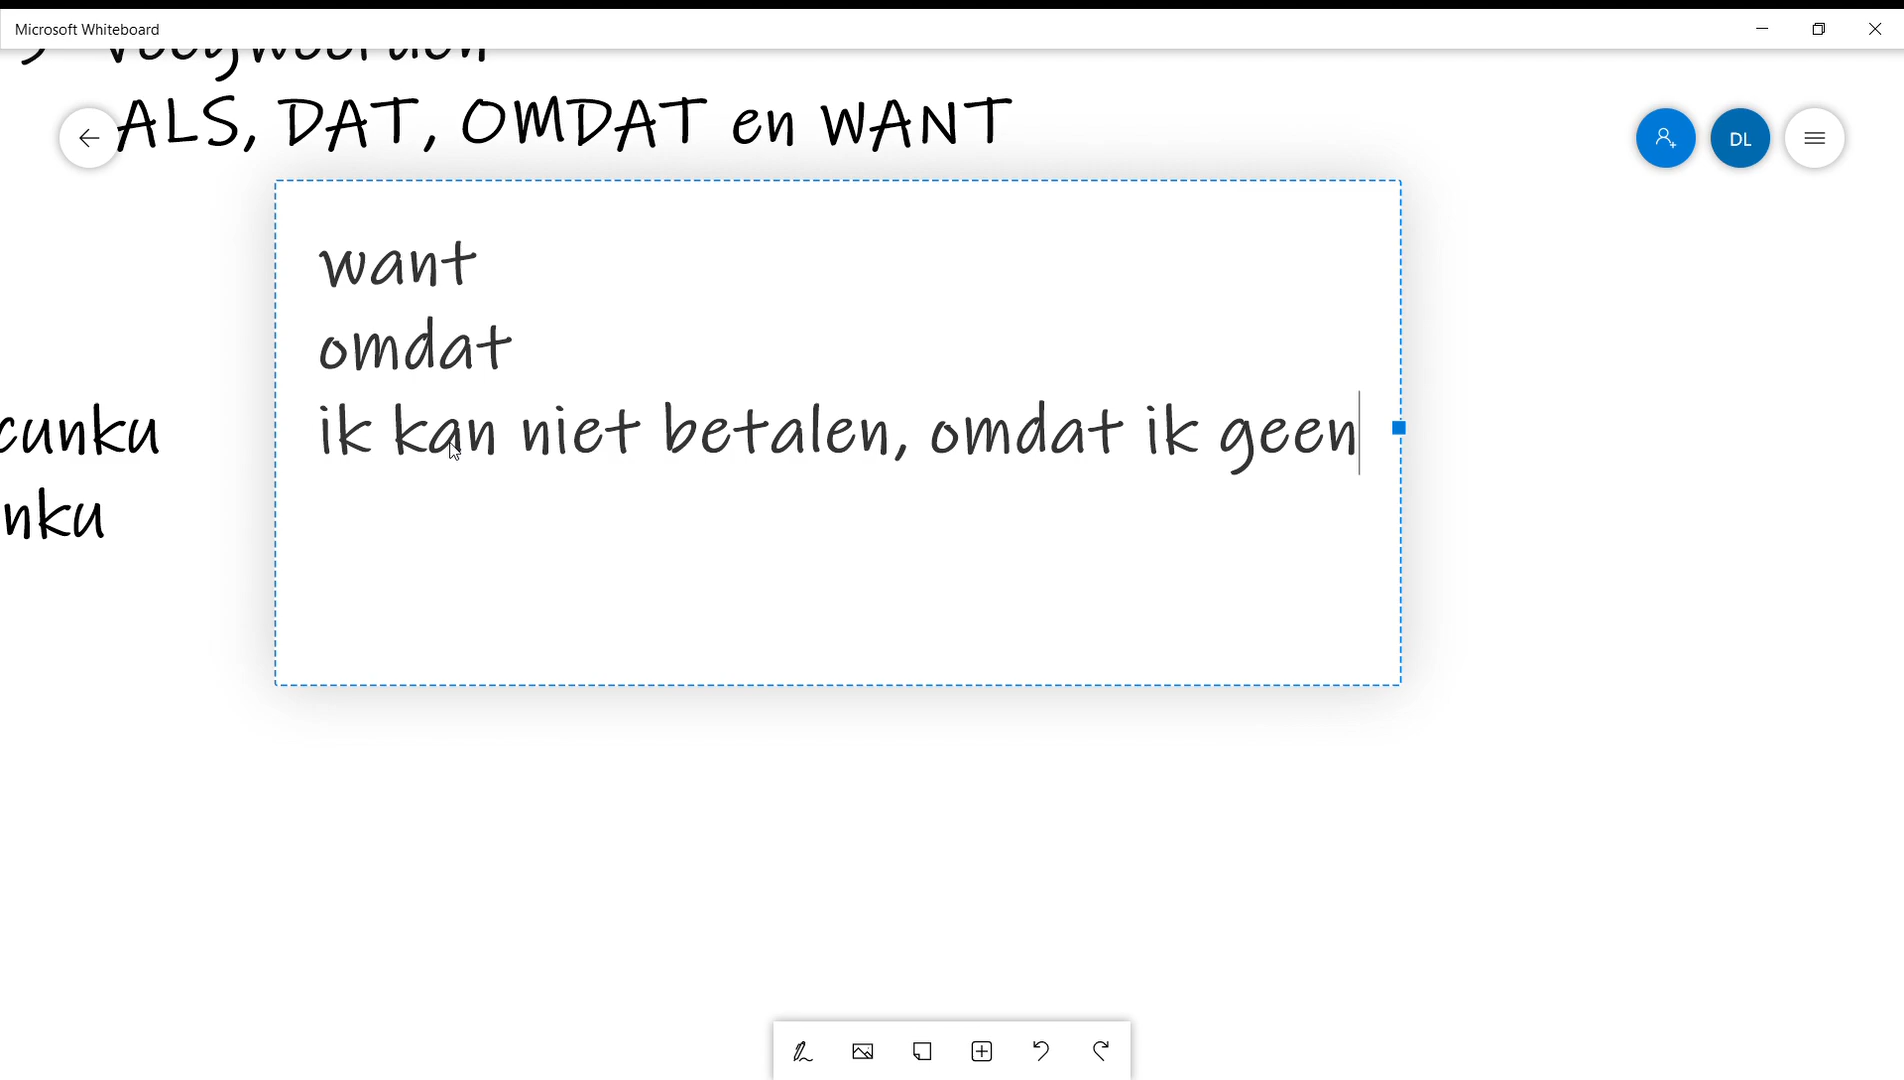 Microsoft Whiteboard
voegwoorden
ALS, DAT, OMDAT en WANT
DL
want
omdat
ik kan niet betalen, omdat ik geen
cunku
nku